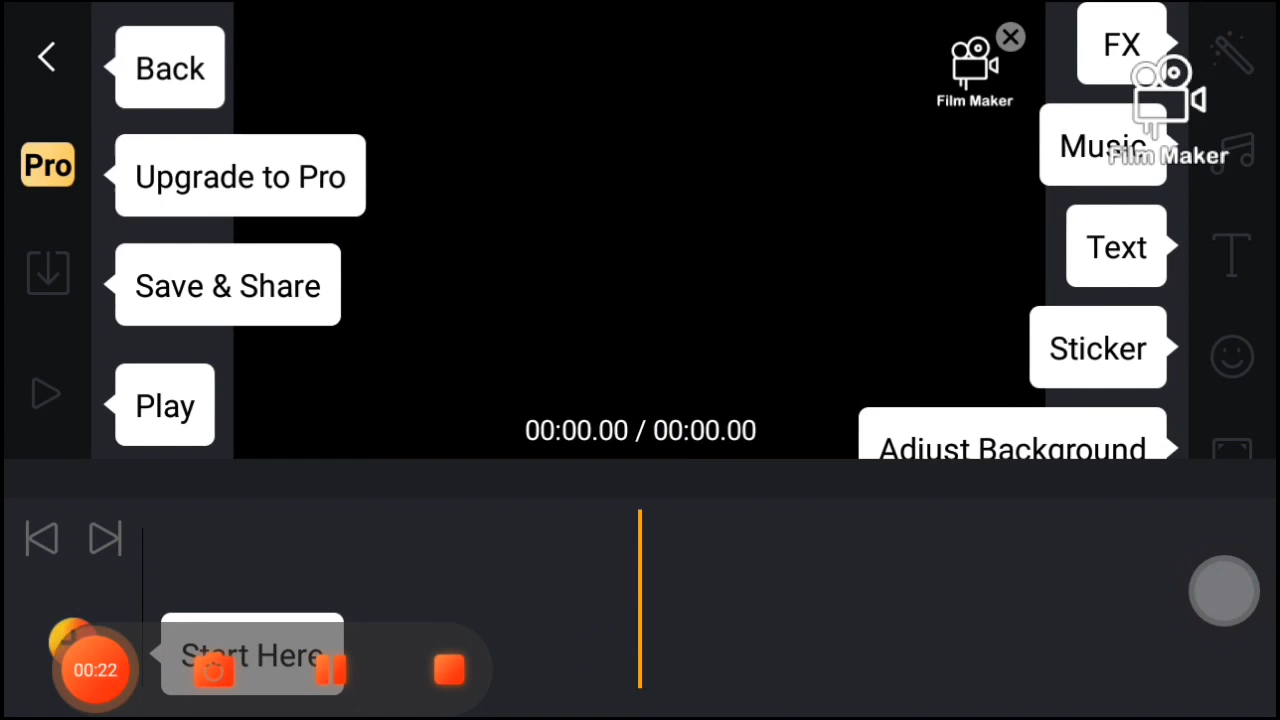 Back
Pro
Upgrade to Pro
Save & Share
Play
Film Maker
FX
Music
Film Maker
Text
Sticker
Adjust Background
00:00.00 / 00:00.00
Start Here
00:22